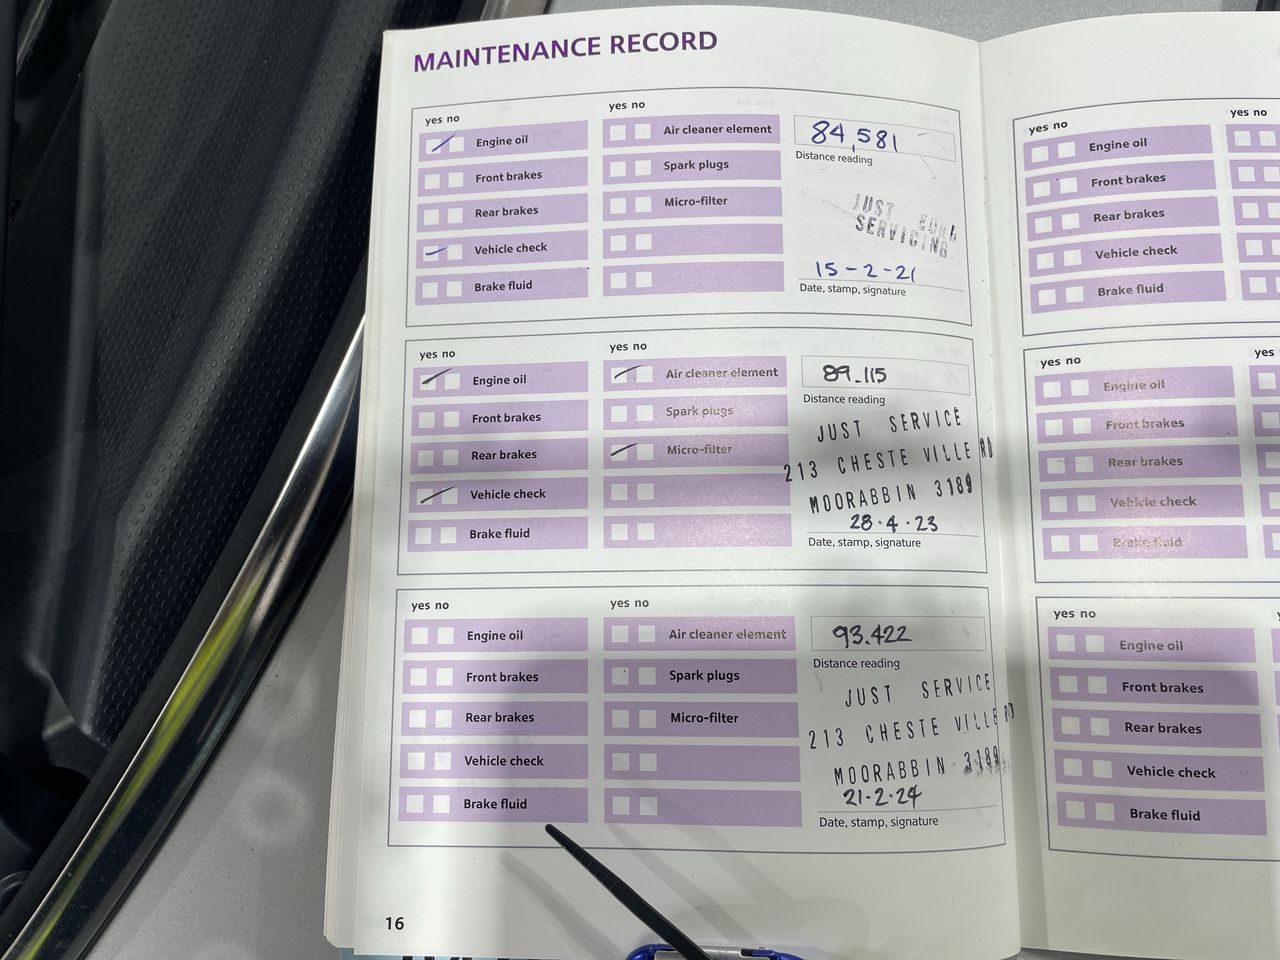 MAINTENANCE RECORD
yes no
Engine oil
Front brakes
Rear brakes
Vehicle check
Brake fluid
yes no
Air cleaner element
Spark plugs
Micro-filter
84,581
Distance reading
JUST EURO
SERVICING
15-2-21
Date, stamp, signature
yes no
Engine oil
Front brakes
Rear brakes
Vehicle check
Brake fluid
yes no
Air cleaner element
Spark plugs
Micro-filter
89.115
Distance reading
JUST SERVICE
213 CHESTE VILLE RD
MOORABBIN 3189
28.4.23
Date, stamp, signature
yes no
Engine oil
Front brakes
Rear brakes
Vehicle check
Brake fluid
yes no
Air cleaner element
Spark plugs
Micro-filter
93.422
Distance reading
JUST SERVICE
213 CHESTE VILLE RD
MOORABBIN 3189
21-2-24
Date, stamp, signature
16
yes no
Engine oil
Front brakes
Rear brakes
Vehicle check
Brake fluid
yes no
yes no
Engine oil
Front brakes
Rear brakes
Vehicle check
Brake fluid
yes
yes no
Engine oil
Front brakes
Rear brakes
Vehicle check
Brake fluid